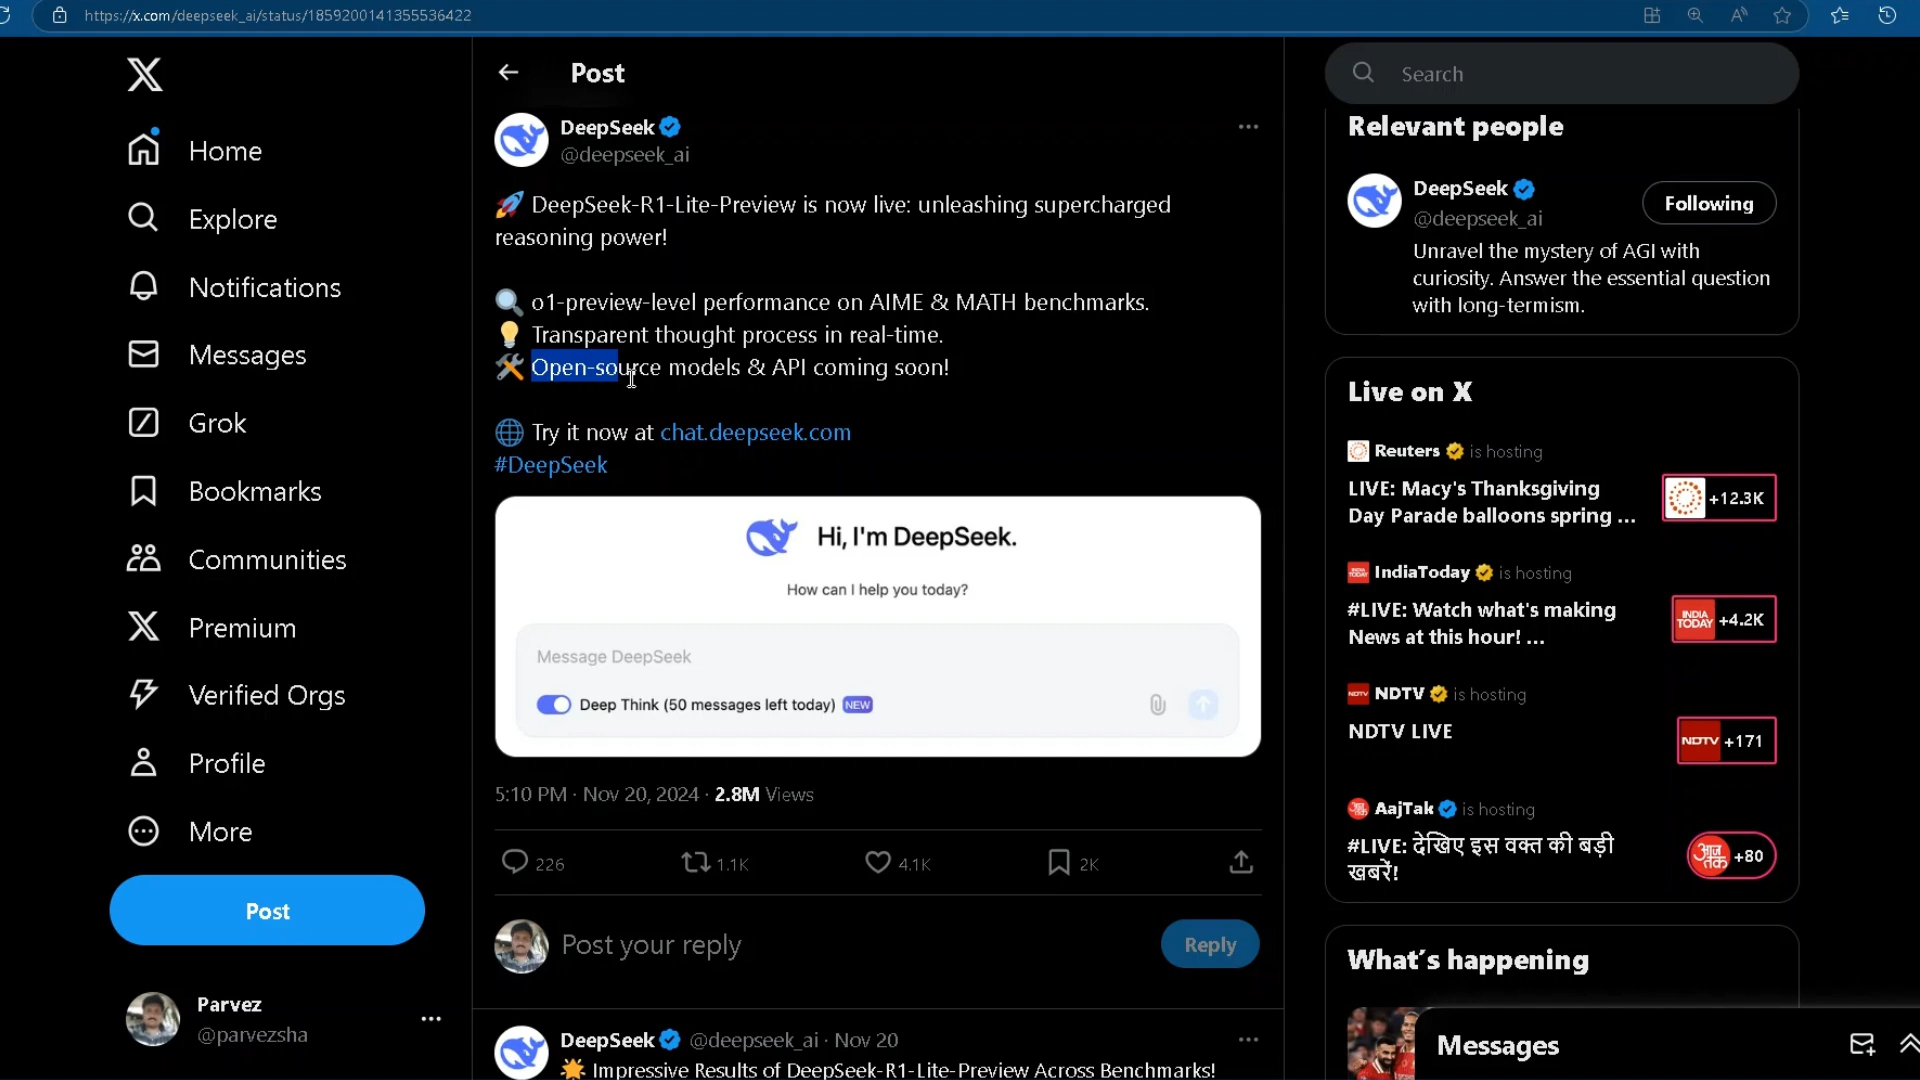 https://x.com/deepseek_ai/status/1859200141355536422
Home
Explore
Notifications
Messages
Grok
Bookmarks
Communities
Premium
Verified Orgs
Profile
More
Post
Parvez
@parvezsha
Post
DeepSeek
@deepseek_ai
🚀 DeepSeek-R1-Lite-Preview is now live: unleashing supercharged
reasoning power!
🔍 o1-preview-level performance on AIME & MATH benchmarks.
💡 Transparent thought process in real-time.
🛠️ Open-source models & API coming soon!
🌐 Try it now at chat.deepseek.com
#DeepSeek
Hi, I'm DeepSeek.
How can I help you today?
Message DeepSeek
Deep Think (50 messages left today) NEW
5:10 PM · Nov 20, 2024 · 2.8M Views
226 1.1K 4.1K 2K
Post your reply
Reply
DeepSeek @deepseek_ai · Nov 20
🌟 Impressive Results of DeepSeek-R1-Lite-Preview Across Benchmarks!
Search
Relevant people
DeepSeek
@deepseek_ai
Following
Unravel the mystery of AGI with
curiosity. Answer the essential question
with long-termism.
Live on X
Reuters is hosting
LIVE: Macy's Thanksgiving
Day Parade balloons spring ...
+12.3K
IndiaToday is hosting
#LIVE: Watch what's making
News at this hour! ...
INDIA
TODAY
+4.2K
NDTV is hosting
NDTV LIVE
NDTV
+171
AajTak is hosting
#LIVE: देखिए इस वक्त की बड़ी
खबरें!
आज
तक
+80
What's happening
Messages